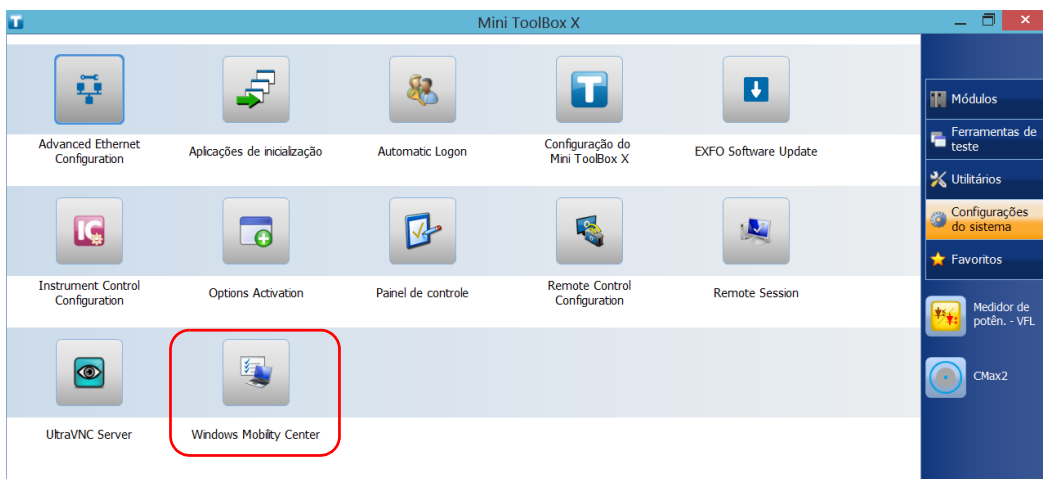 Mini ToolBox X
Advanced Ethernet
Configuration
Aplicações de inicialização
Automatic Logon
Configuração do
Mini ToolBox X
EXFO Software Update
Instrument Control
Configuration
Options Activation
Painel de controle
Remote Control
Configuration
Remote Session
UltraVNC Server
Windows Mobility Center
Módulos
Ferramentas de
teste
Utilitários
Configurações
do sistema
Favoritos
Medidor de
potên. - VFL
CMax2